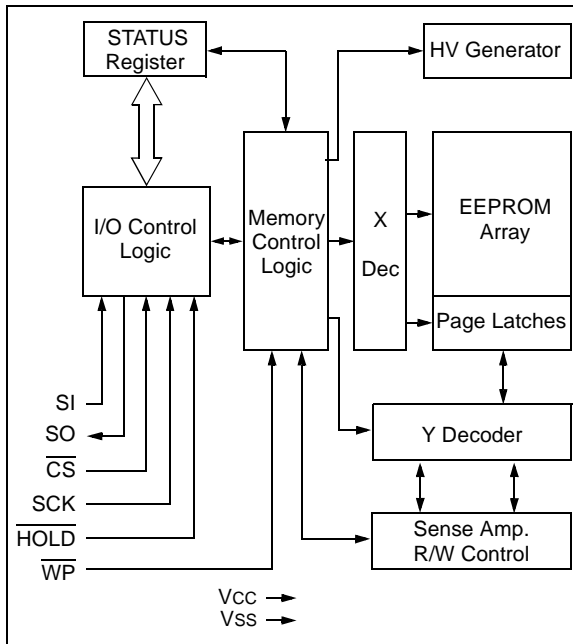 STATUS
Register
HV Generator
I/O Control
Logic
Memory
Control
Logic
X
Dec
EEPROM
Array
Page Latches
Y Decoder
Sense Amp.
R/W Control
SI
SO
CS
SCK
HOLD
WP
VCC
VSS